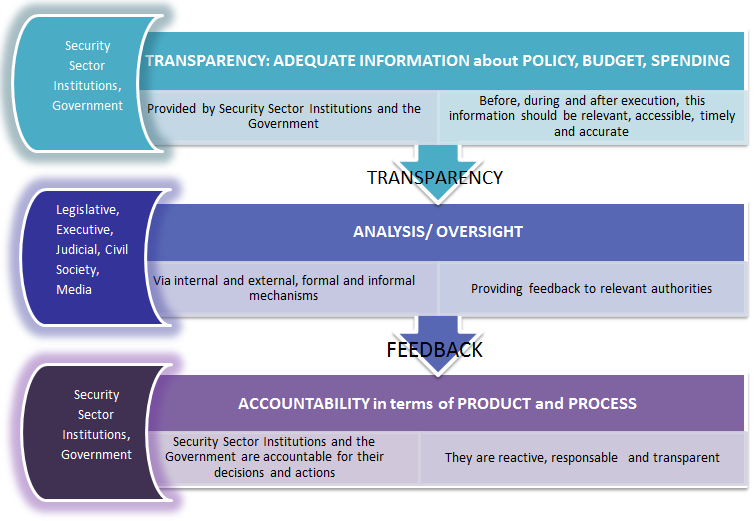 Security
Sector
Institutions,
Government
TRANSPARENCY: ADEQUATE INFORMATION about POLICY, BUDGET, SPENDING
Provided by Security Sector Institutions and the
Government
Before, during and after execution, this
information should be relevant, accessible, timely
and accurate
TRANSPARENCY
Legislative,
Executive,
Judicial, Civil
Society,
Media
ANALYSIS/ OVERSIGHT
Via internal and external, formal and informal
mechanisms
Providing feedback to relevant authorities
FEEDBACK
Security
Sector
Institutions,
Government
ACCOUNTABILITY in terms of PRODUCT and PROCESS
Security Sector Institutions and the
Government are accountable for their
decisions and actions
They are reactive, responsable and transparent